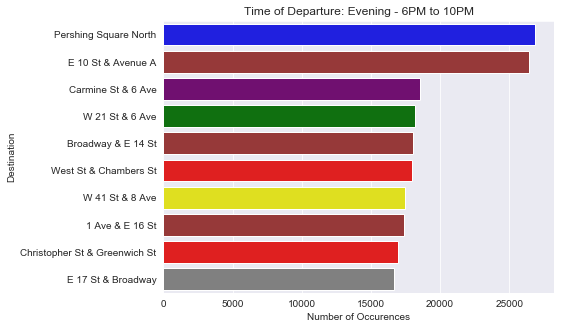 Time of Departure: Evening - 6PM to 10PM
Destination
Pershing Square North
E 10 St & Avenue A
Carmine St & 6 Ave
W 21 St & 6 Ave
Broadway & E 14 St
West St & Chambers St
W 41 St & 8 Ave
1 Ave & E 16 St
Christopher St & Greenwich St
E 17 St & Broadway
0 5000 10000 15000 20000 25000
Number of Occurences